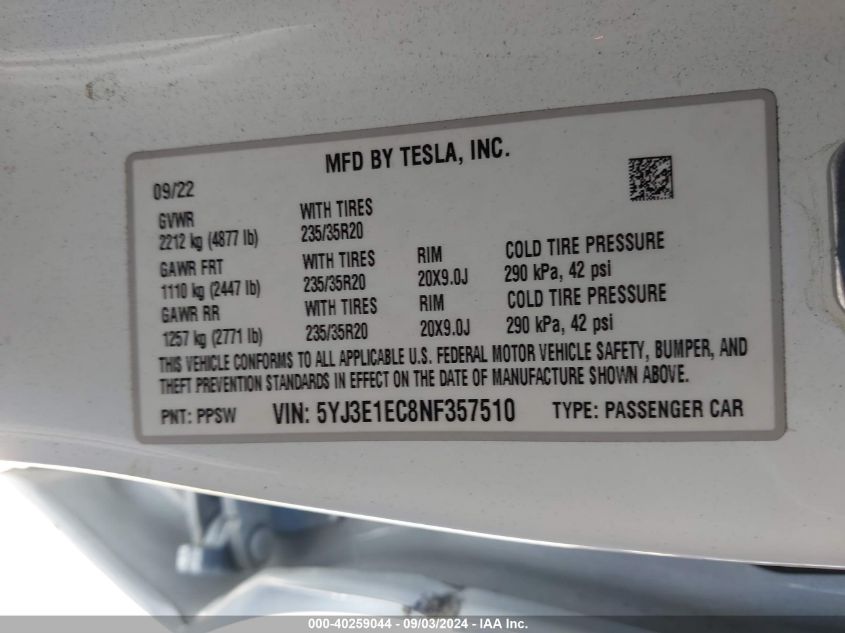 MFD BY TESLA, INC.
09/22
GVWR WITH TIRES
2212 kg (4877 lb) 235/35R20
GAWR FRT WITH TIRES RIM COLD TIRE PRESSURE
1110 kg (2447 lb) 235/35R20 20X9.0J 290 kPa, 42 psi
GAWR RR WITH TIRES RIM COLD TIRE PRESSURE
1257 kg (2771 lb) 235/35R20 20X9.0J 290 kPa, 42 psi
THIS VEHICLE CONFORMS TO ALL APPLICABLE U.S. FEDERAL MOTOR VEHICLE SAFETY, BUMPER, AND
THEFT PREVENTION STANDARDS IN EFFECT ON THE DATE OF MANUFACTURE SHOWN ABOVE.
PNT: PPSW VIN: 5YJ3E1EC8NF357510 TYPE: PASSENGER CAR
000-40259044 - 09/03/2024 - IAA Inc.